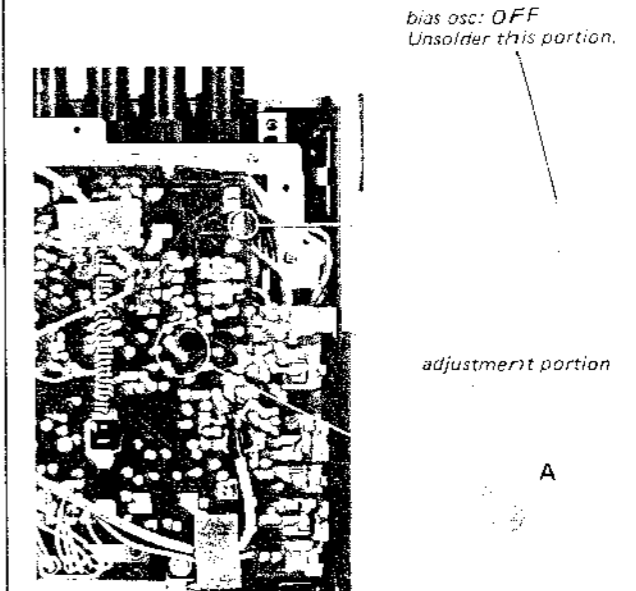 bias osc: OFF
Unsolder this portion.
adjustment portion
A